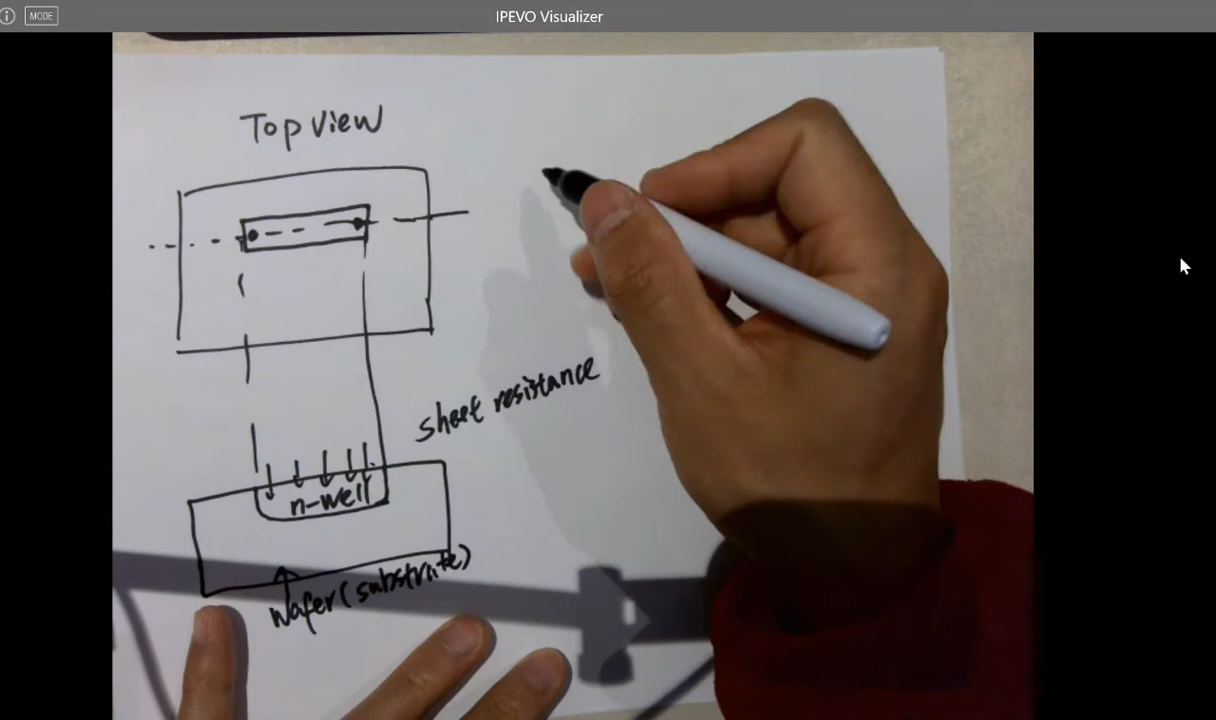 MODE
IPEVO Visualizer
Top view
sheet resistance
n-well
wafer (substrate)